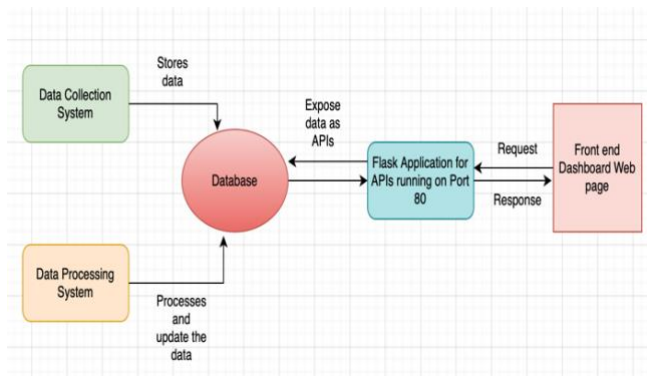 Stores
data
Data Collection
System
Expose
data as
APIs
Database
Flask Application for
APIs running on Port
80
Request
Response
Front end
Dashboard Web
page
Data Processing
System
Processes
and
update the
data